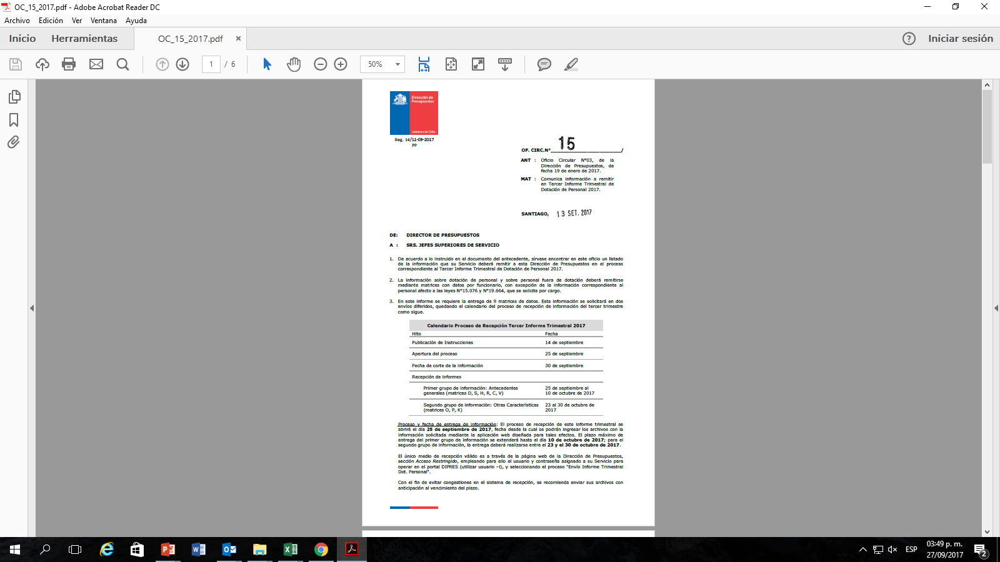 OC_15_2017.pdf - Adobe Acrobat Reader DC
Archivo Edición Ver Ventana Ayuda
Inicio Herramientas OC_15_2017.pdf × ? Iniciar sesión
1 / 6 50%
Dirección de
Presupuestos
Gobierno de Chile
Reg. 14/11-09-2017
PP
OF. CIRC.N° 15 /
ANT : Oficio Circular N°03, de la
Dirección de Presupuestos, de
fecha 19 de enero de 2017.
MAT : Comunica información a remitir
en Tercer Informe Trimestral de
Dotación de Personal 2017.
SANTIAGO, 13 SET. 2017
DE: DIRECTOR DE PRESUPUESTOS
A : SRS. JEFES SUPERIORES DE SERVICIO
1. De acuerdo a lo instruido en el documento del antecedente, sírvase encontrar en este oficio un listado
de la información que su Servicio deberá remitir a esta Dirección de Presupuestos en el proceso
correspondiente al Tercer Informe Trimestral de Dotación de Personal 2017.
2. La información sobre dotación de personal y sobre personal fuera de dotación deberá remitirse
mediante matrices con datos por funcionario, con excepción de la información correspondiente al
personal afecto a las leyes N°15.076 y N°19.664, que se solicita por cargo.
3. En este informe se requiere la entrega de 9 matrices de datos. Esta información se solicitará en dos
envíos diferidos, quedando el calendario del proceso de recepción de información del tercer trimestre
como sigue.
Calendario Proceso de Recepción Tercer Informe Trimestral 2017
Hito Fecha
Publicación de Instrucciones 14 de septiembre
Apertura del proceso 25 de septiembre
Fecha de corte de la información 30 de septiembre
Recepción de informes
Primer grupo de información: Antecedentes 25 de septiembre al
generales (matrices D, S, H, R, C, V) 10 de octubre de 2017
Segundo grupo de información: Otras Características 23 al 30 de octubre de
(matrices O, P, K) 2017
Proceso y fecha de entrega de información: El proceso de recepción de este informe trimestral se
abrirá el día 25 de septiembre de 2017, fecha desde la cual se podrán ingresar los archivos con la
información solicitada mediante la aplicación web diseñada para tales efectos. El plazo máximo de
entrega del primer grupo de información se extenderá hasta el día 10 de octubre de 2017; para el
segundo grupo de información, la entrega deberá realizarse entre el 23 y el 30 de octubre de 2017.
El único medio de recepción válido es a través de la página web de la Dirección de Presupuestos,
sección Acceso Restringido, empleando para ello el usuario y contraseña asignado a su Servicio para
operar en el portal DIPRES (utilizar usuario –i), y seleccionando el proceso "Envío Informe Trimestral
Dot. Personal".
Con el fin de evitar congestiones en el sistema de recepción, se recomienda enviar sus archivos con
anticipación al vencimiento del plazo.
ESP 03:49 p. m.
27/09/2017 2